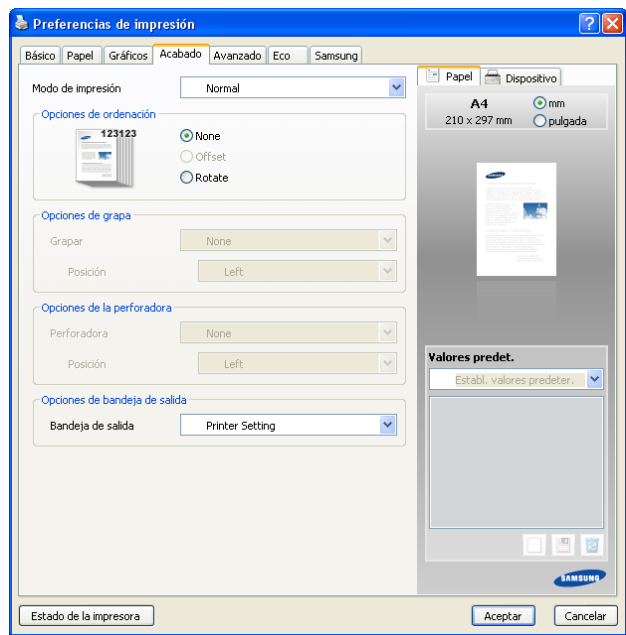 Preferencias de impresión
Básico Papel Gráficos Acabado Avanzado Eco Samsung
Modo de impresión Normal
Opciones de ordenación
123123
None
Offset
Rotate
Opciones de grapa
Grapar None
Posición Left
Opciones de la perforadora
Perforadora None
Posición Left
Opciones de bandeja de salida
Bandeja de salida Printer Setting
Papel Dispositivo
A4
210 x 297 mm
mm
pulgada
Valores predet.
Establ. valores predeter.
SAMSUNG
Estado de la impresora Aceptar Cancelar